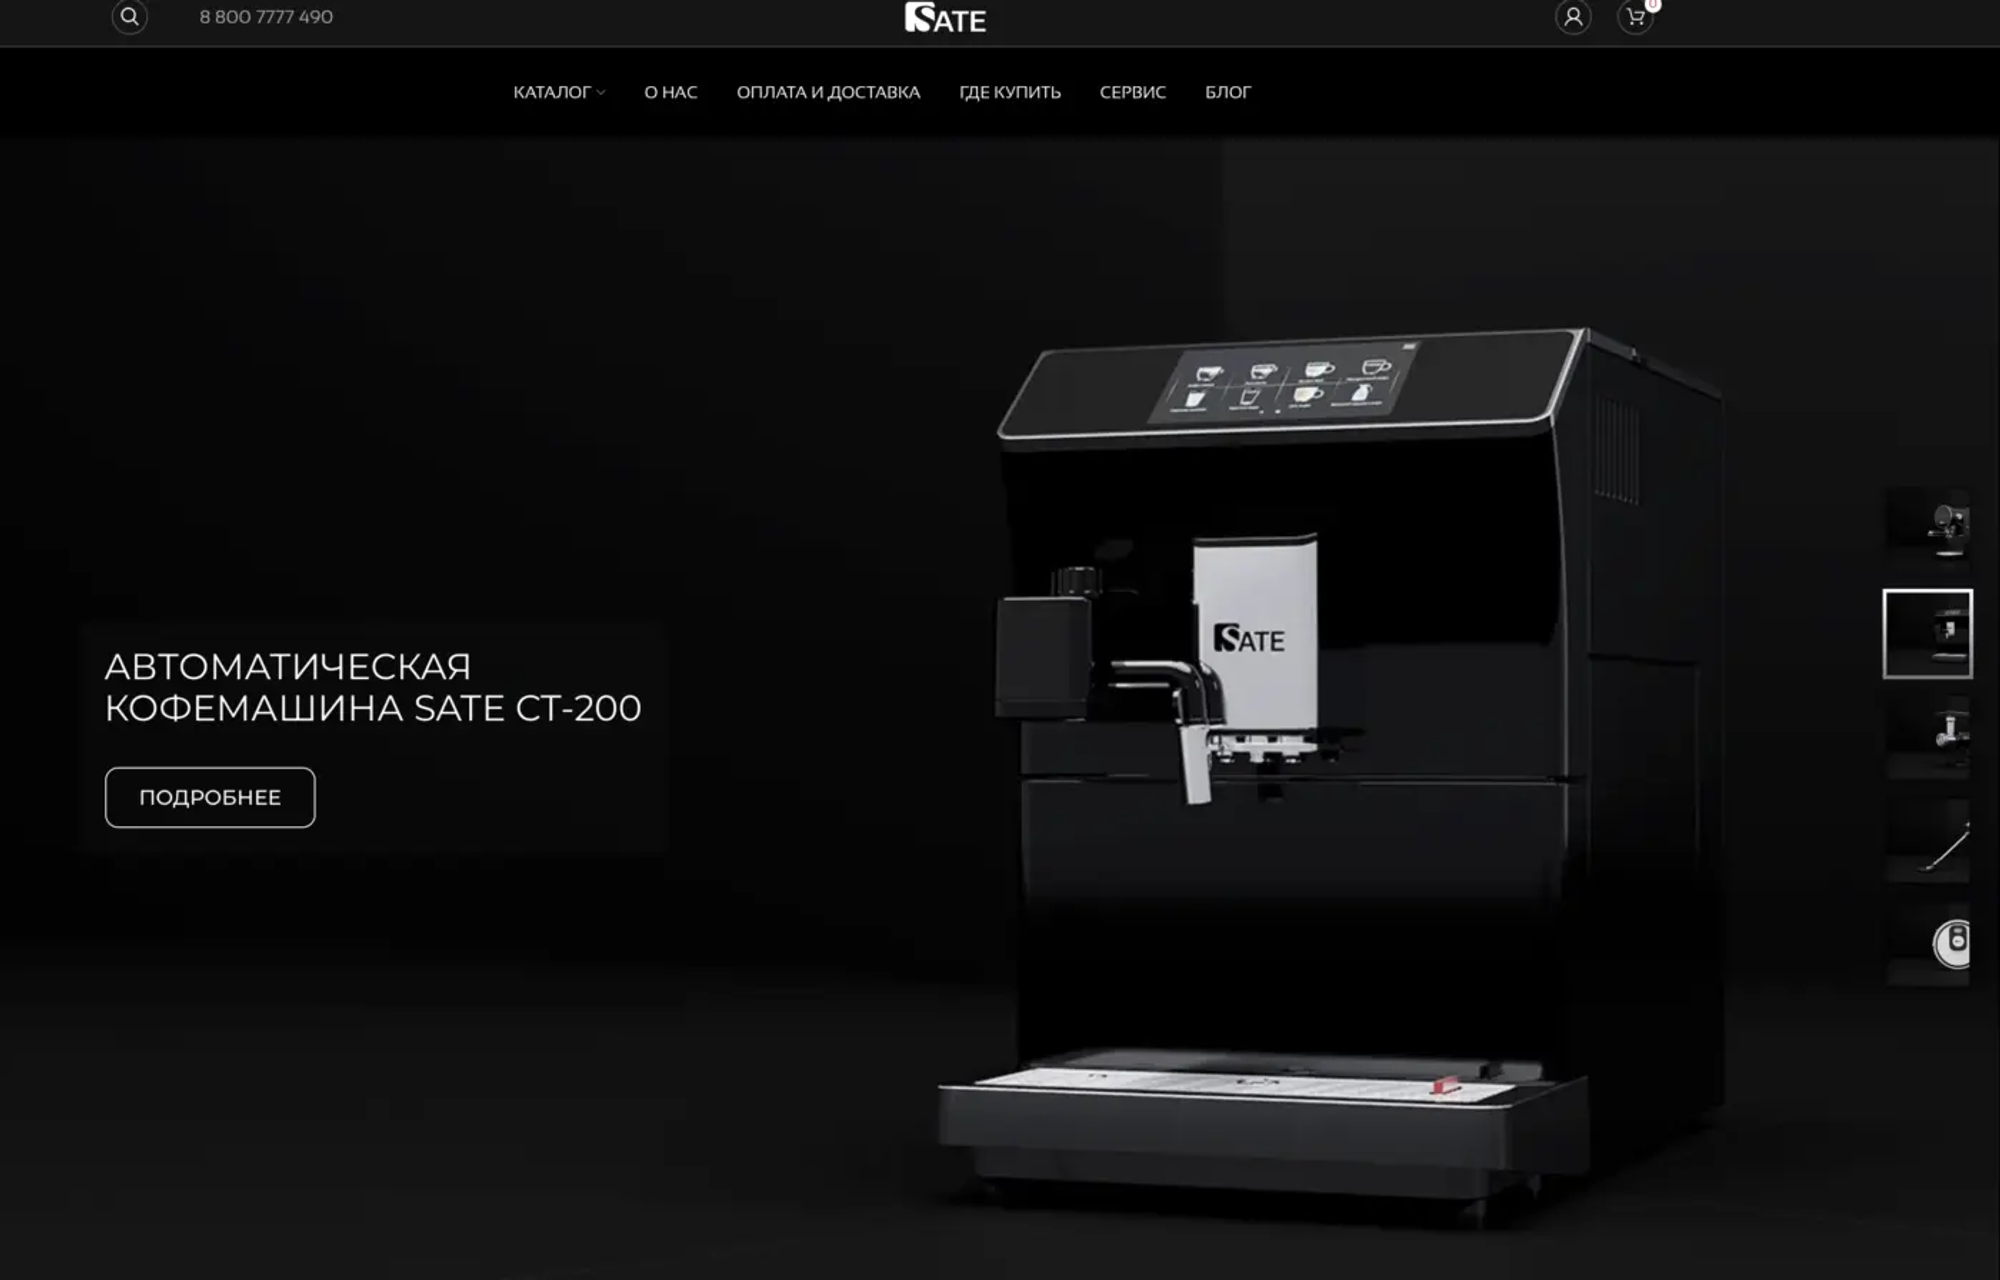 8 800 7777 490
SATE
0
КАТАЛОГ
О НАС
ОПЛАТА И ДОСТАВКА
ГДЕ КУПИТЬ
СЕРВИС
БЛОГ
SATE
АВТОМАТИЧЕСКАЯ
КОФЕМАШИНА SATE CT-200
ПОДРОБНЕЕ